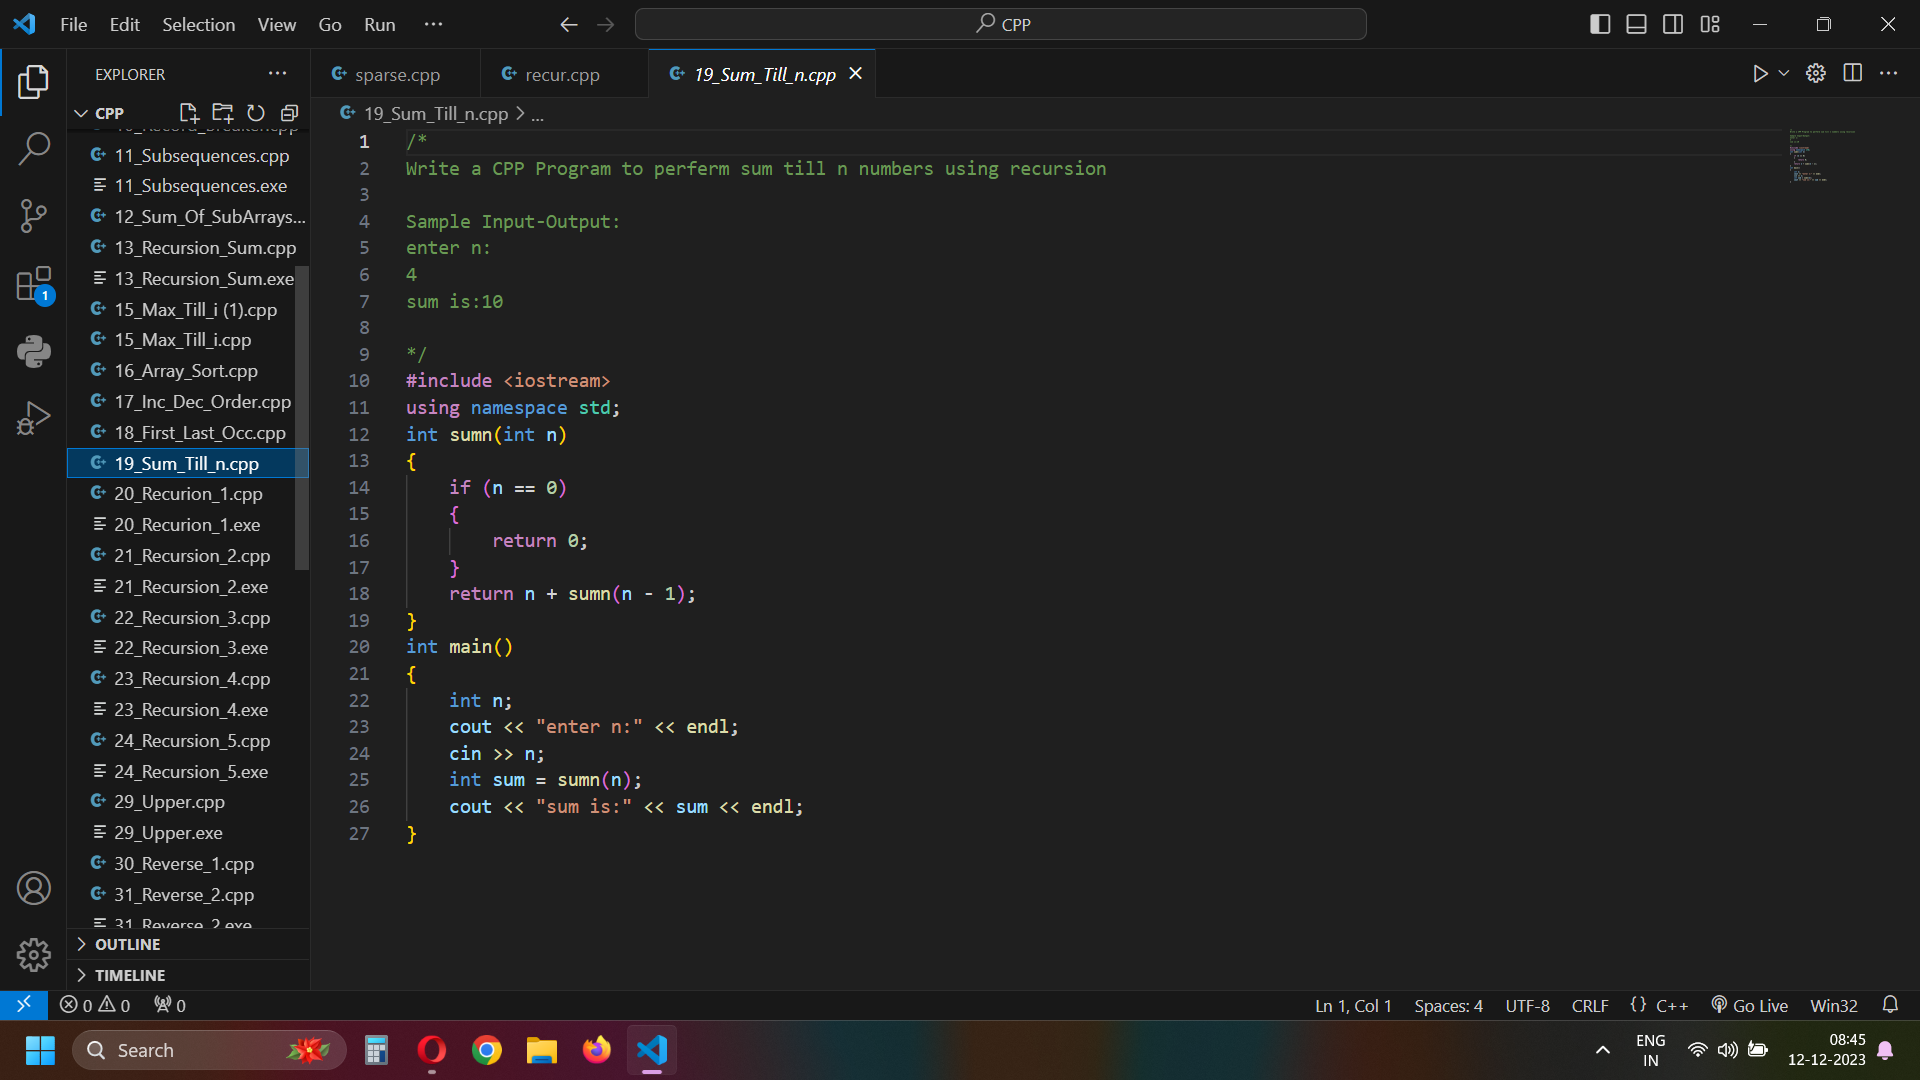 File Edit Selection View Go Run ···
CPP
EXPLORER
sparse.cpp
recur.cpp
19_Sum_Till_n.cpp
CPP
19_Sum_Till_n.cpp > ...
11_Subsequences.cpp
11_Subsequences.exe
12_Sum_Of_SubArrays...
13_Recursion_Sum.cpp
13_Recursion_Sum.exe
15_Max_Till_i (1).cpp
15_Max_Till_i.cpp
16_Array_Sort.cpp
17_Inc_Dec_Order.cpp
18_First_Last_Occ.cpp
19_Sum_Till_n.cpp
20_Recurion_1.cpp
20_Recurion_1.exe
21_Recursion_2.cpp
21_Recursion_2.exe
22_Recursion_3.cpp
22_Recursion_3.exe
23_Recursion_4.cpp
23_Recursion_4.exe
24_Recursion_5.cpp
24_Recursion_5.exe
29_Upper.cpp
29_Upper.exe
30_Reverse_1.cpp
31_Reverse_2.cpp
31_Reverse_2.exe
OUTLINE
TIMELINE
1
1 /*
2 Write a CPP Program to perferm sum till n numbers using recursion
3
4 Sample Input-Output:
5 enter n:
6 4
7 sum is:10
8
9 */
10 #include <iostream>
11 using namespace std;
12 int sumn(int n)
13 {
14     if (n == 0)
15     {
16         return 0;
17     }
18     return n + sumn(n - 1);
19 }
20 int main()
21 {
22     int n;
23     cout << "enter n:" << endl;
24     cin >> n;
25     int sum = sumn(n);
26     cout << "sum is:" << sum << endl;
27 }
0 0 0
Ln 1, Col 1 Spaces: 4 UTF-8 CRLF {} C++ Go Live Win32
Search
ENG
IN
08:45
12-12-2023